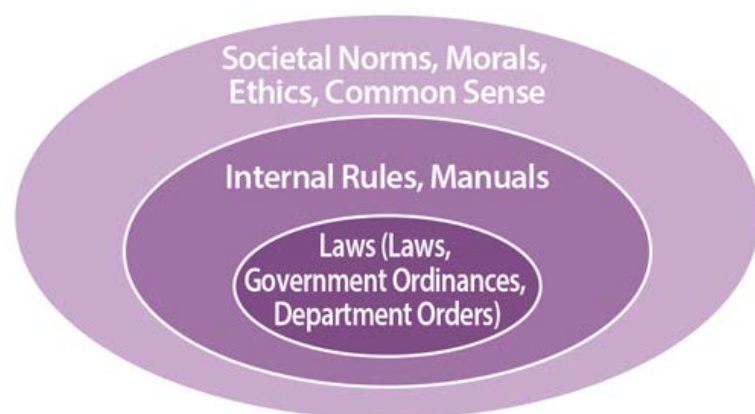 Societal Norms, Morals,
Ethics, Common Sense
Internal Rules, Manuals
Laws (Laws,
Government Ordinances,
Department Orders)